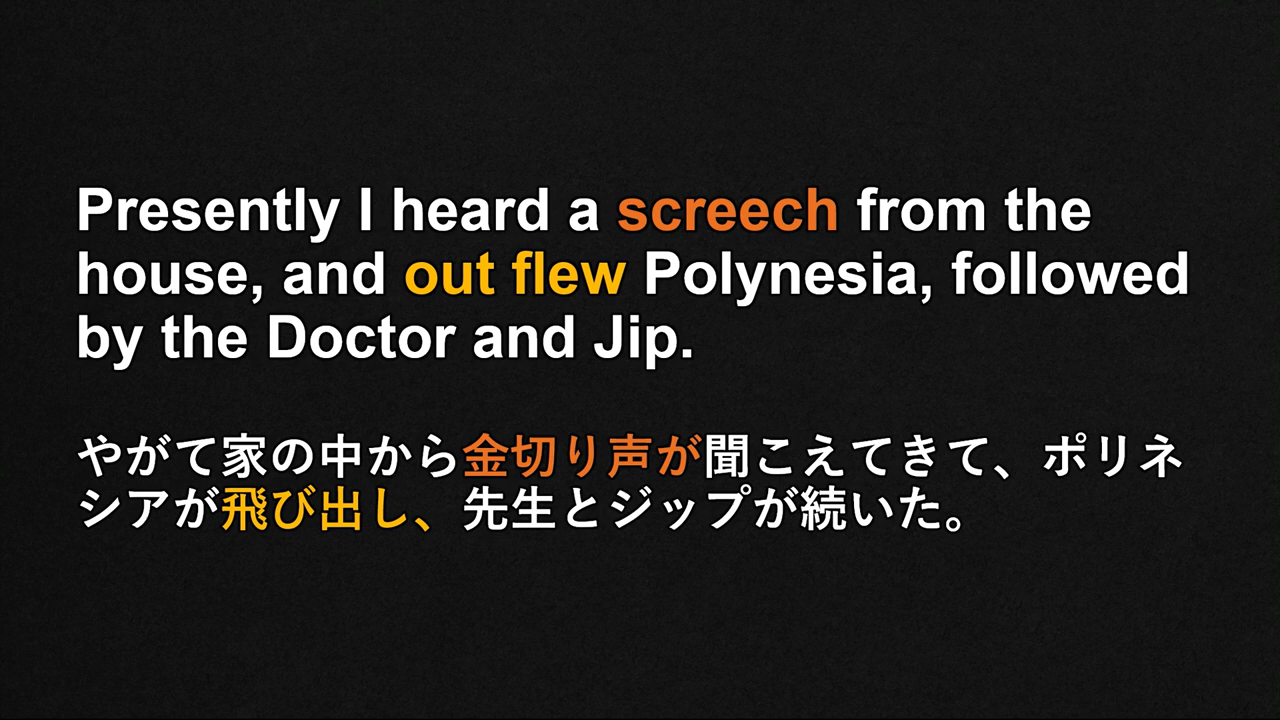 Presently I heard a screech from the
house, and out flew Polynesia, followed
by the Doctor and Jip.
やがて家の中から金切り声が聞こえてきて、ポリネ
シアが飛び出し、先生とジップが続いた。